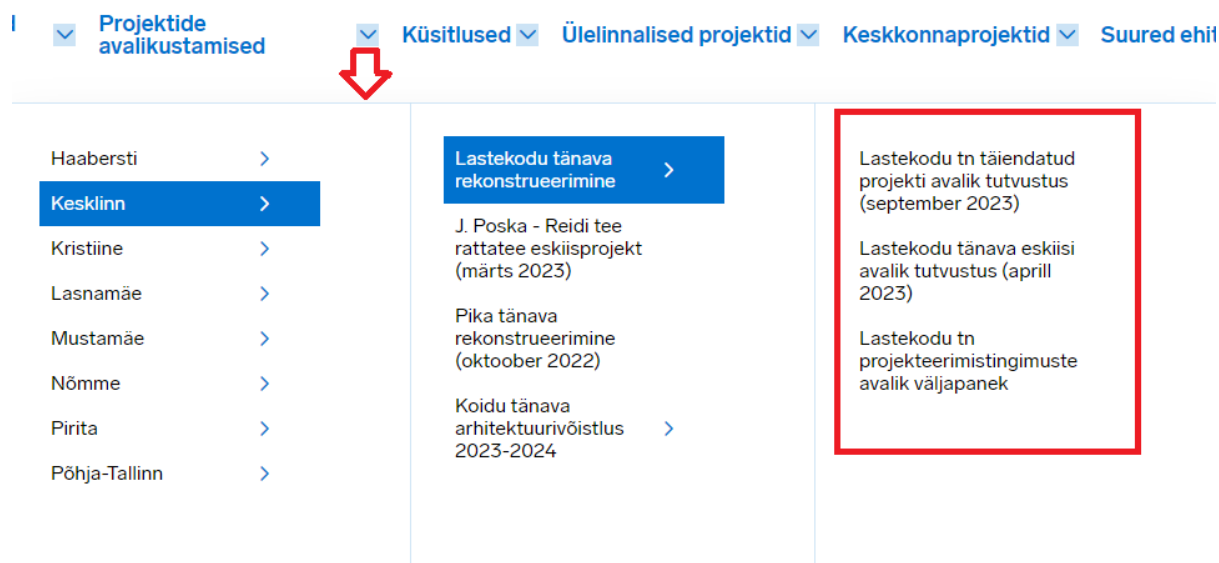 Projektide
avalikustamised
Küsitlused
Ülelinnalised projektid
Keskkonnaprojektid
Suured ehit
Haabersti
Kesklinn
Kristiine
Lasnamäe
Mustamäe
Nõmme
Pirita
Põhja-Tallinn
Lastekodu tänava
rekonstrueerimine
J. Poska - Reidi tee
rattatee eskiisprojekt
(märts 2023)
Pika tänava
rekonstrueerimine
(oktoober 2022)
Koidu tänava
arhitektuurivõistlus
2023-2024
Lastekodu tn täiendatud
projekti avalik tutvustus
(september 2023)
Lastekodu tänava eskiisi
avalik tutvustus (aprill
2023)
Lastekodu tn
projekteerimistingimuste
avalik väljapanek